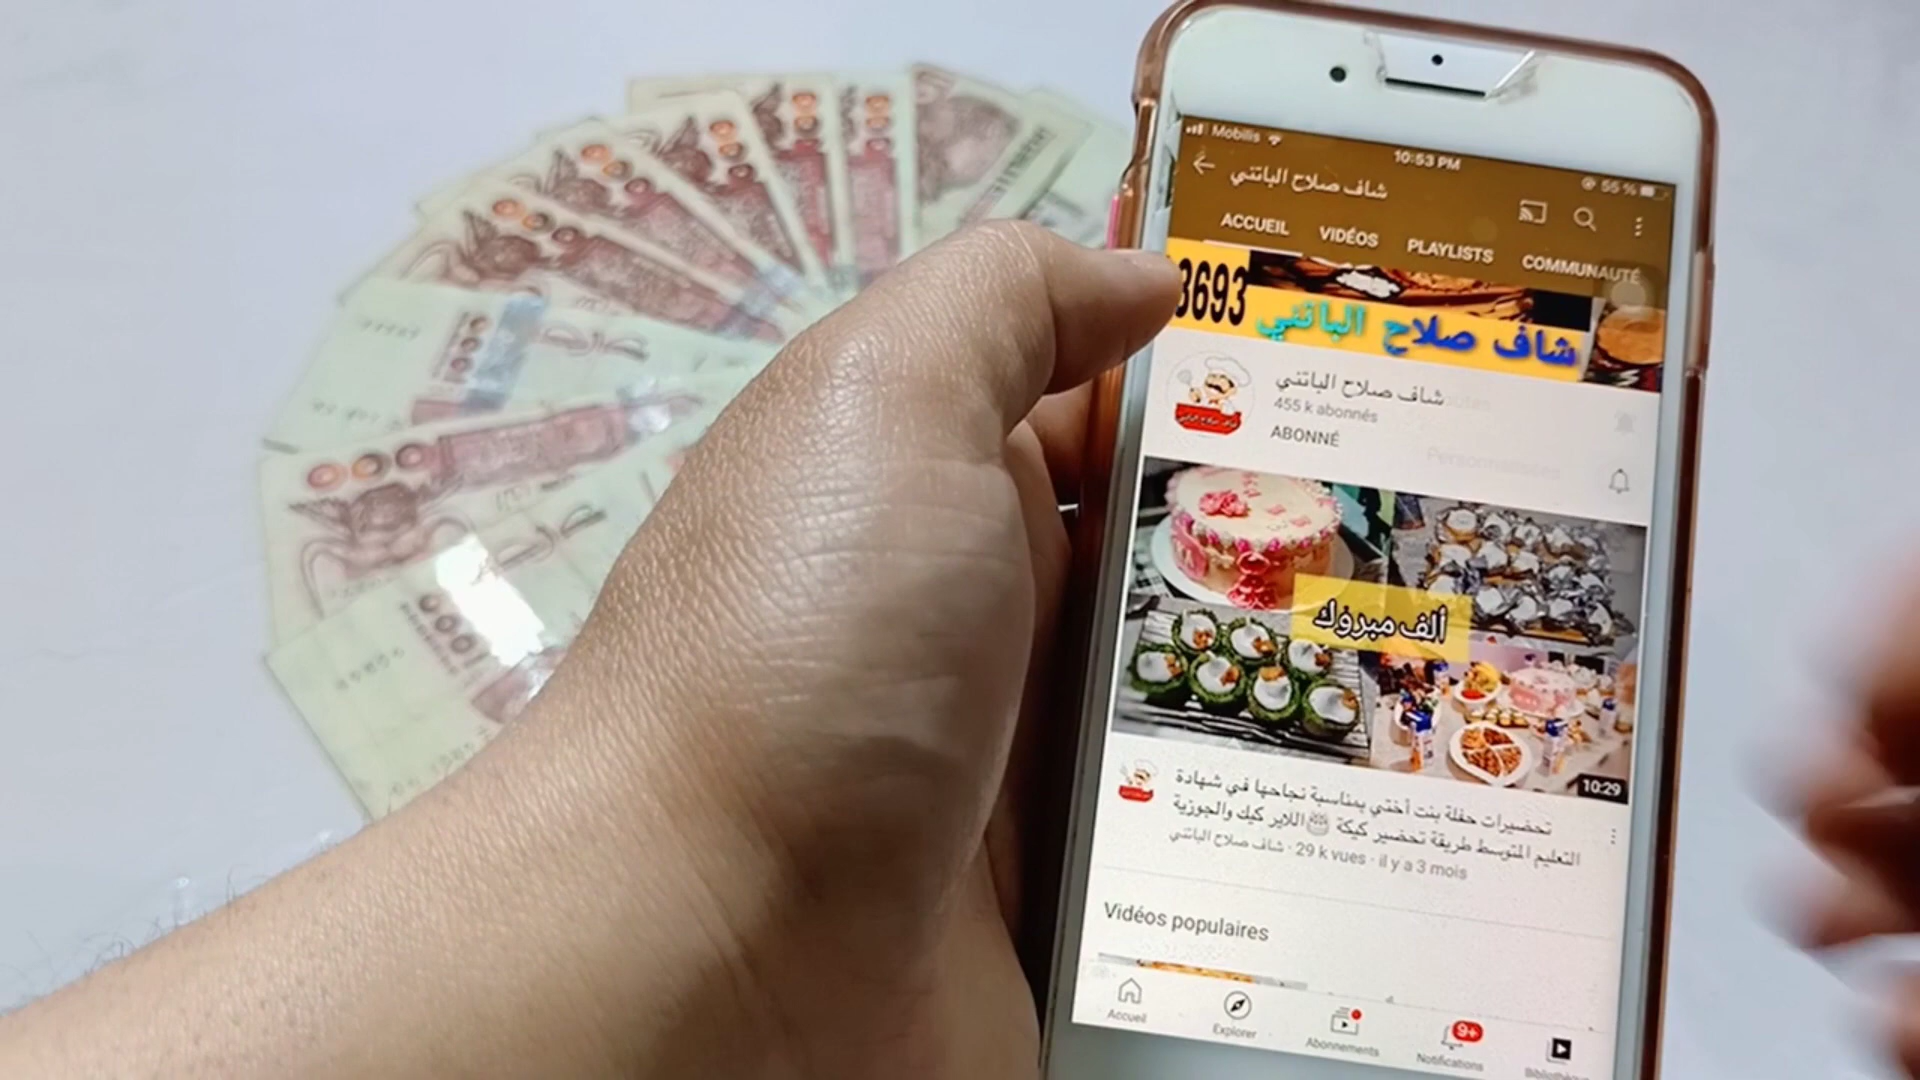 Mobilis
10:53 PM
55 %
شاف صلاح الباتني
ACCUEIL
VIDÉOS
PLAYLISTS
COMMUNAUTÉ
3693
شاف صلاح الباتني
شاف صلاح الباتني
455 k abonnés
ABONNÉ
ألف مبروك
10:29
تحضيرات حفلة بنت أختي بمناسبة نجاحها في شهادة
التعليم المتوسط طريقة تحضير كيكة 🎂اللاير كيك والجوزية
شاف صلاح الباتني · 29 k vues · il y a 3 mois
Vidéos populaires
Accueil
Explorer
Abonnements
9+
Notifications
Bibliothèque